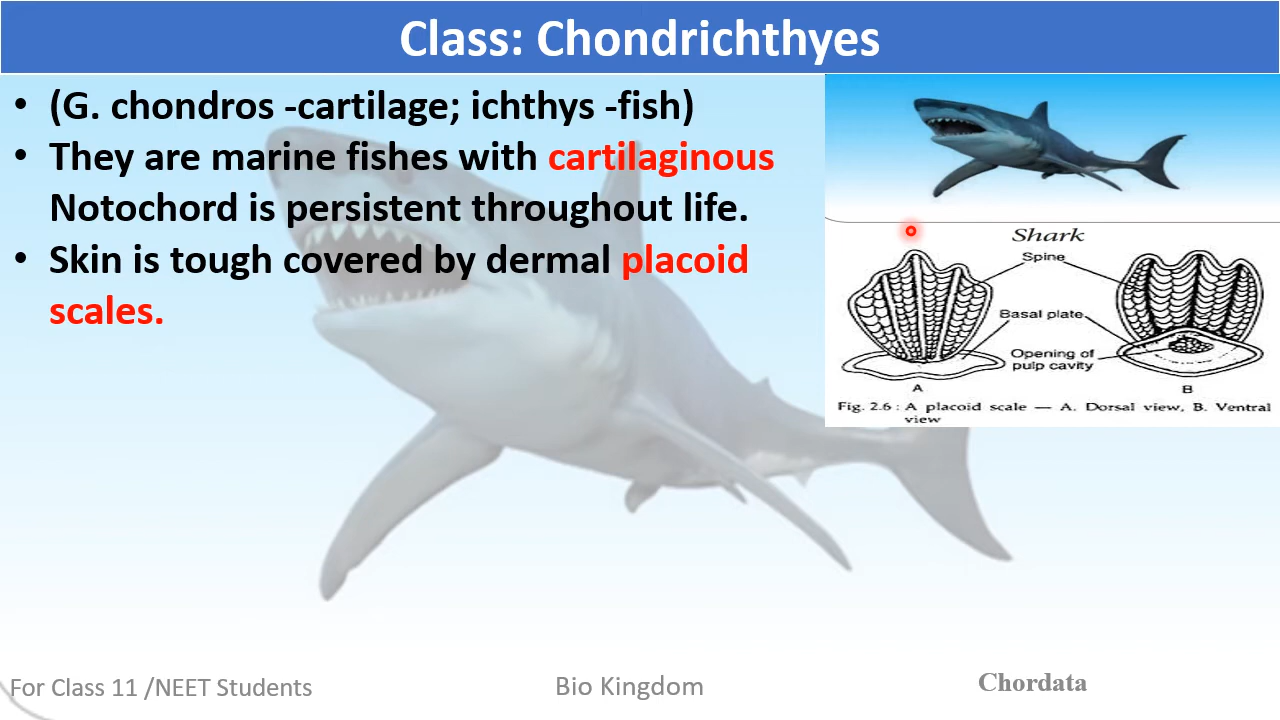 Class: Chondrichthyes
• (G. chondros -cartilage; ichthys -fish)
• They are marine fishes with cartilaginous
Notochord is persistent throughout life.
• Skin is tough covered by dermal placoid
scales.
Shark
Spine
Basal plate
Opening of
pulp cavity
A
B
Fig. 2.6 : A placoid scale — A. Dorsal view, B. Ventral
view
For Class 11 /NEET Students
Bio Kingdom
Chordata